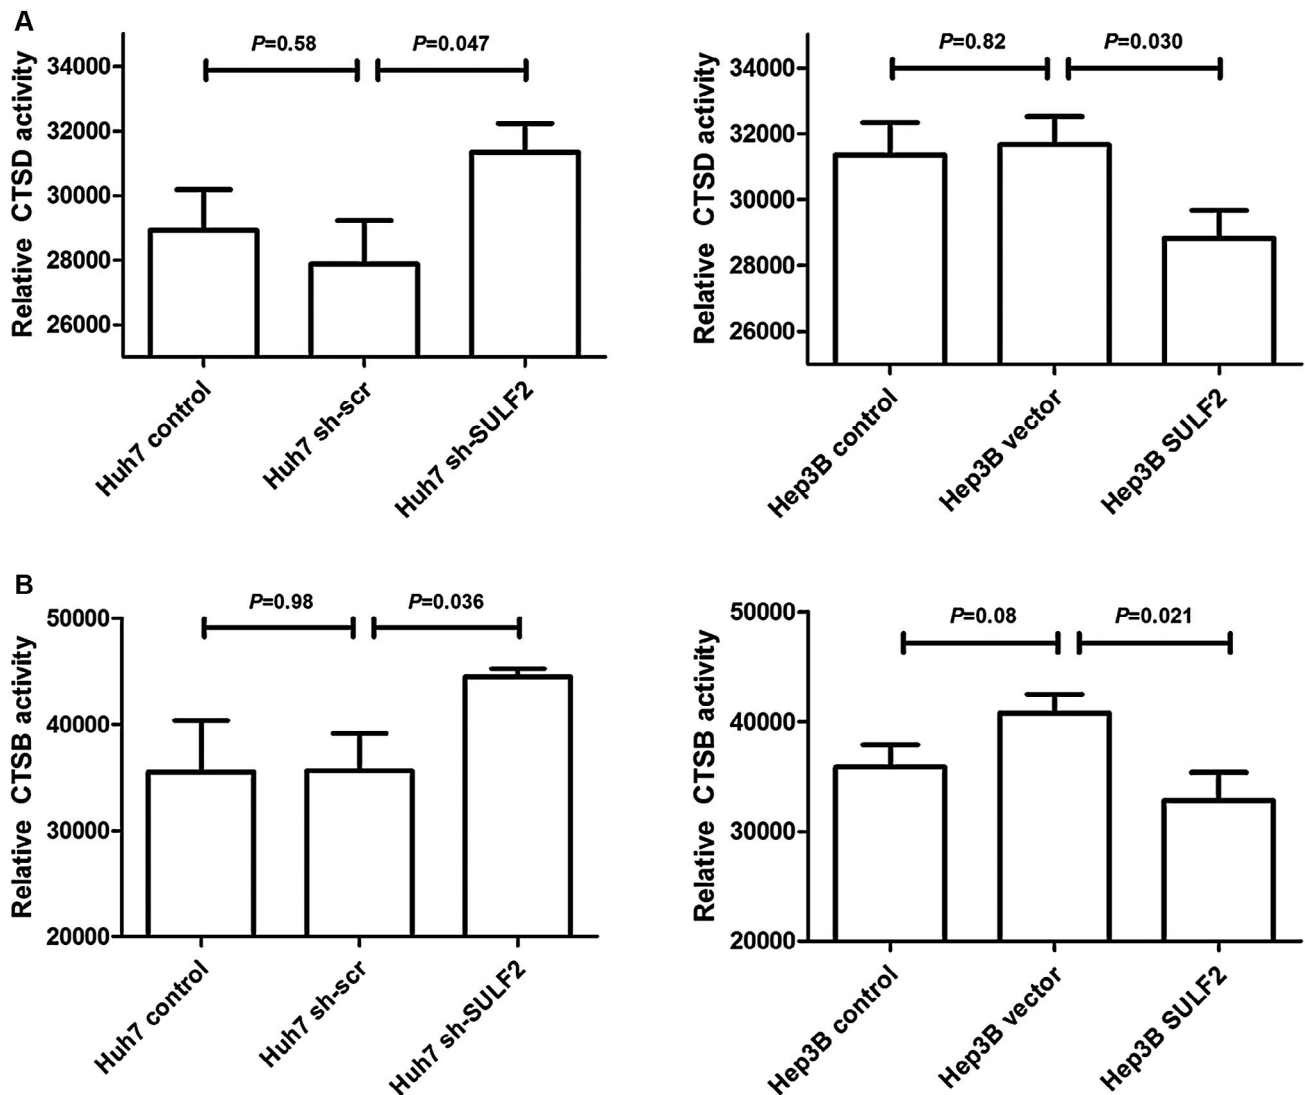 A
P=0.58
P=0.047
Relative CTSD activity
34000
32000
30000
28000
26000
Huh7 control
Huh7 sh-scr
Huh7 sh-SULF2
P=0.82
P=0.030
Relative CTSD activity
34000
32000
30000
28000
26000
Hep3B control
Hep3B vector
Hep3B SULF2
B
P=0.98
P=0.036
Relative CTSB activity
50000
40000
30000
20000
Huh7 control
Huh7 sh-scr
Huh7 sh-SULF2
P=0.08
P=0.021
Relative CTSB activity
50000
40000
30000
20000
Hep3B control
Hep3B vector
Hep3B SULF2